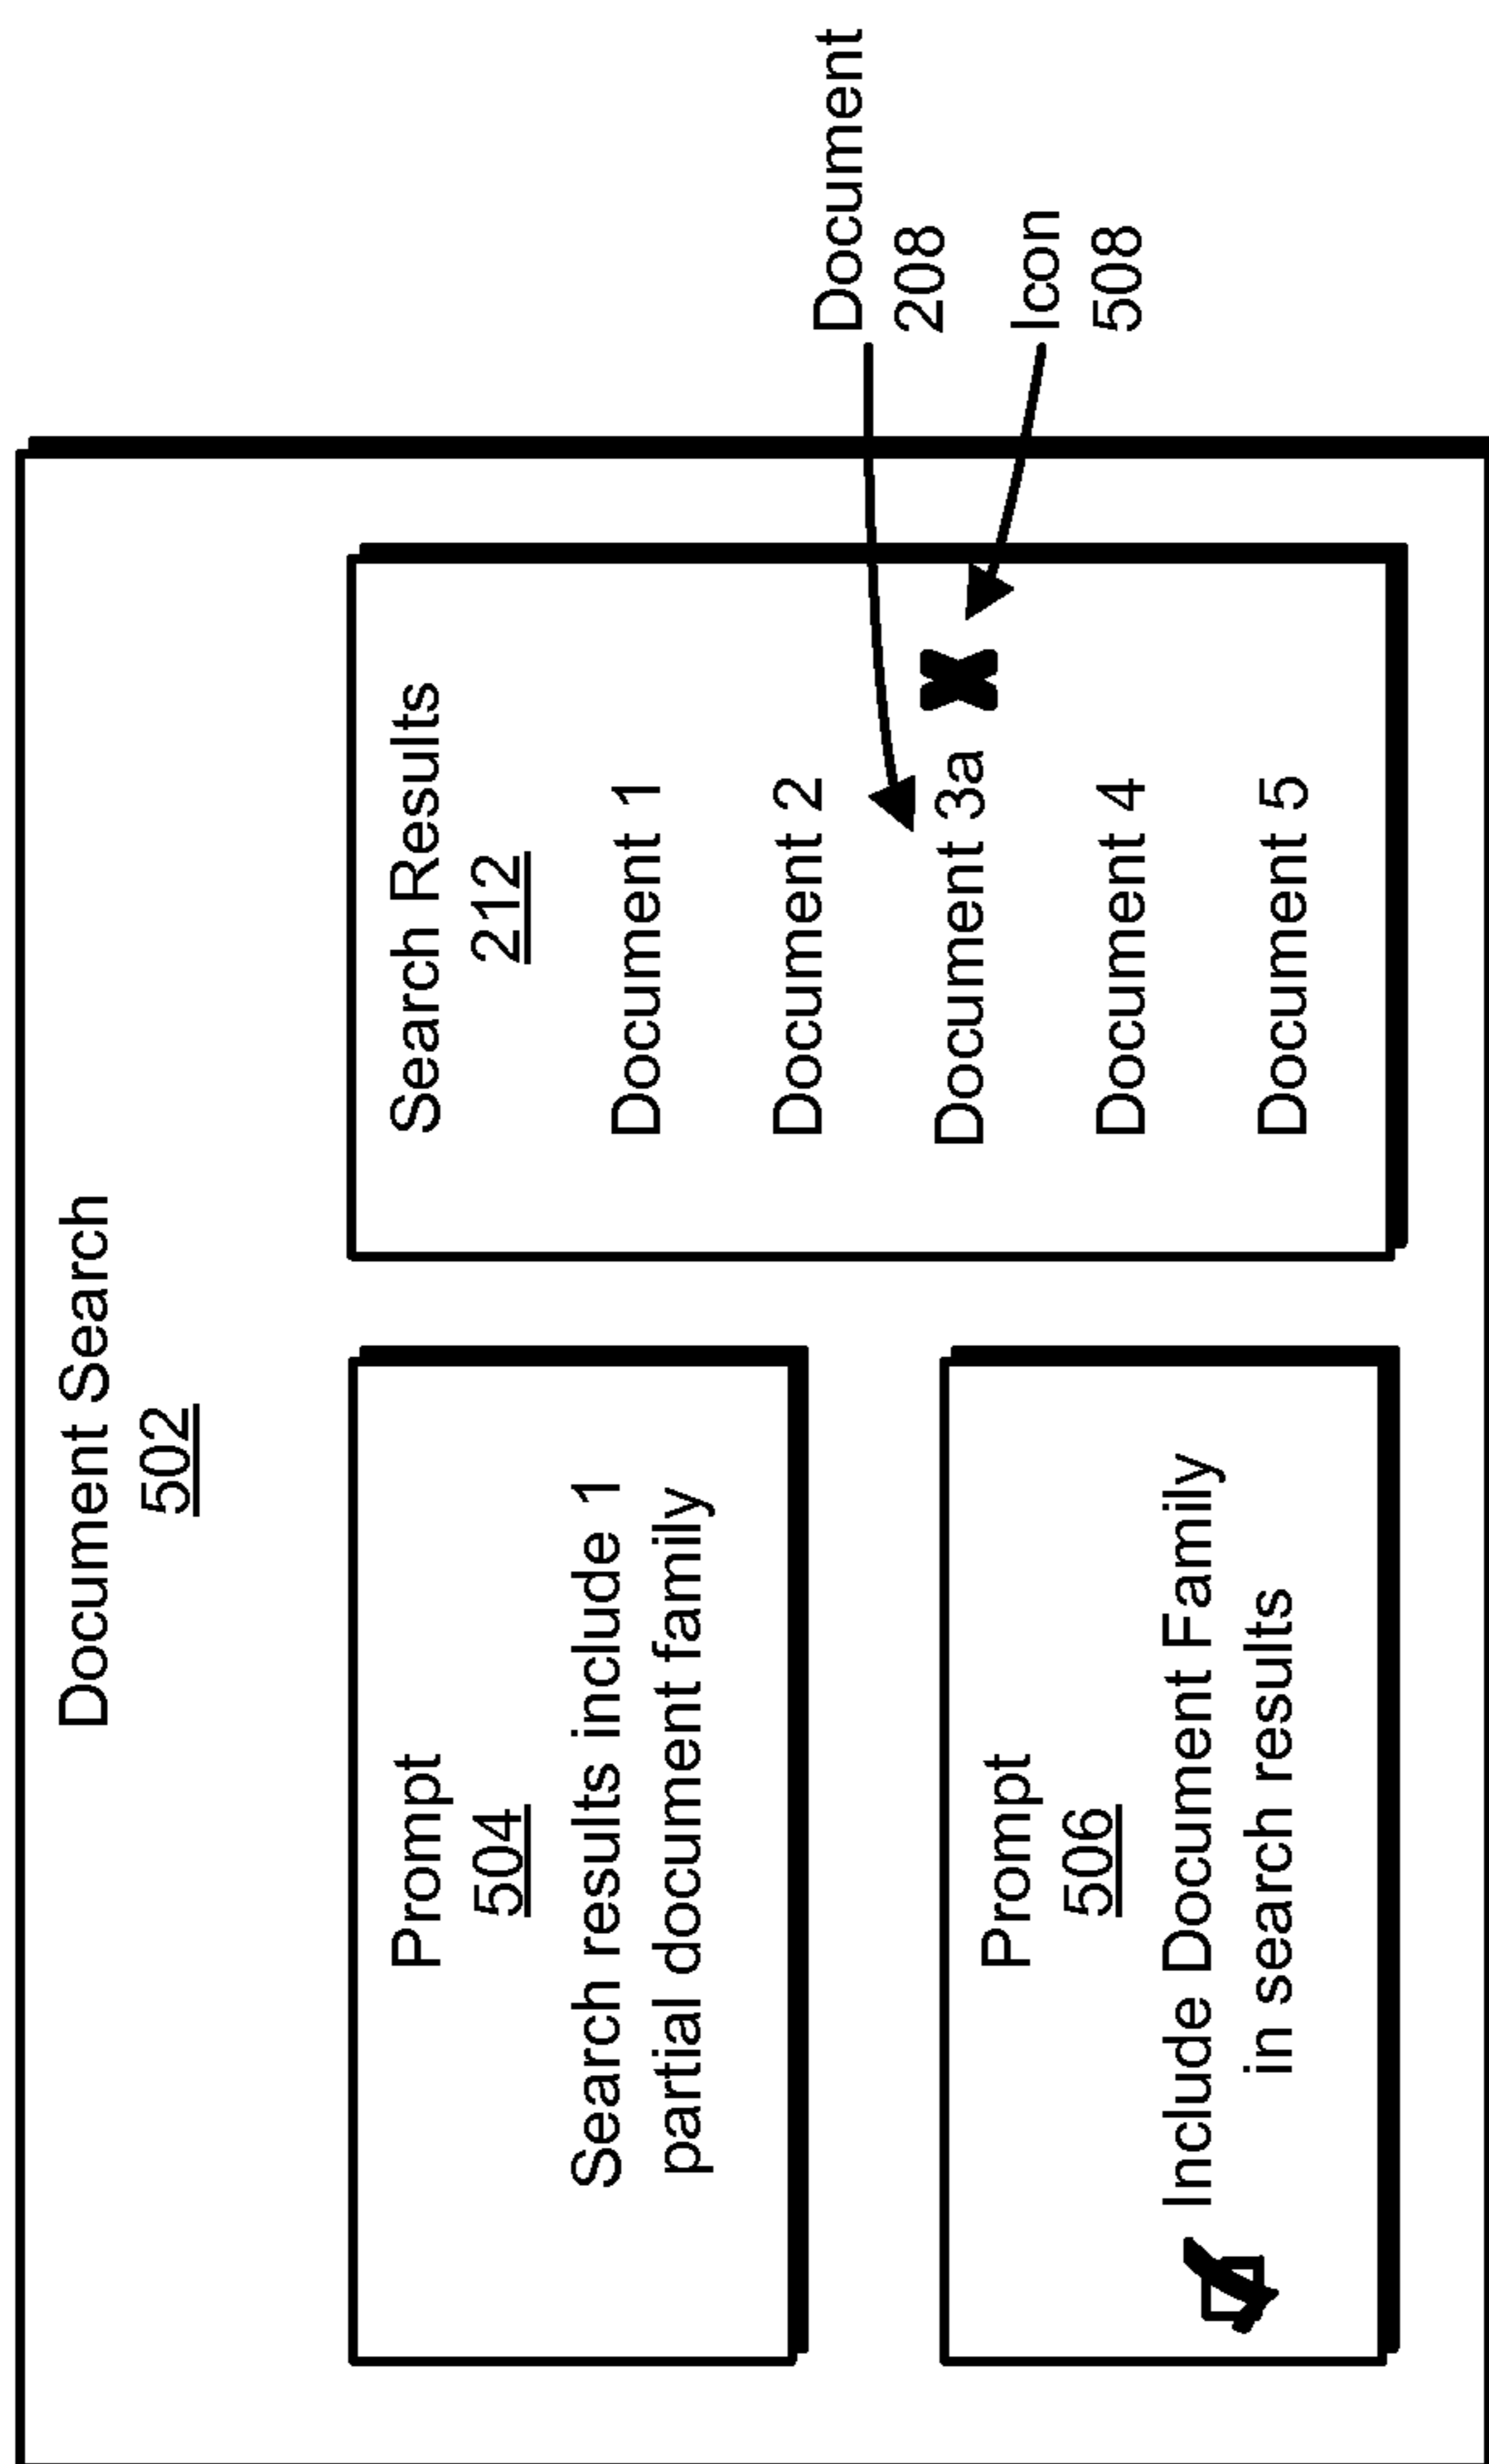 Document Search
502
Prompt
504
Search results include 1
partial document family
Prompt
506
Include Document Family
in search results
Search Results
212
Document 1
Document 2
Document 3a
Document 4
Document 5
Document
208
Icon
508